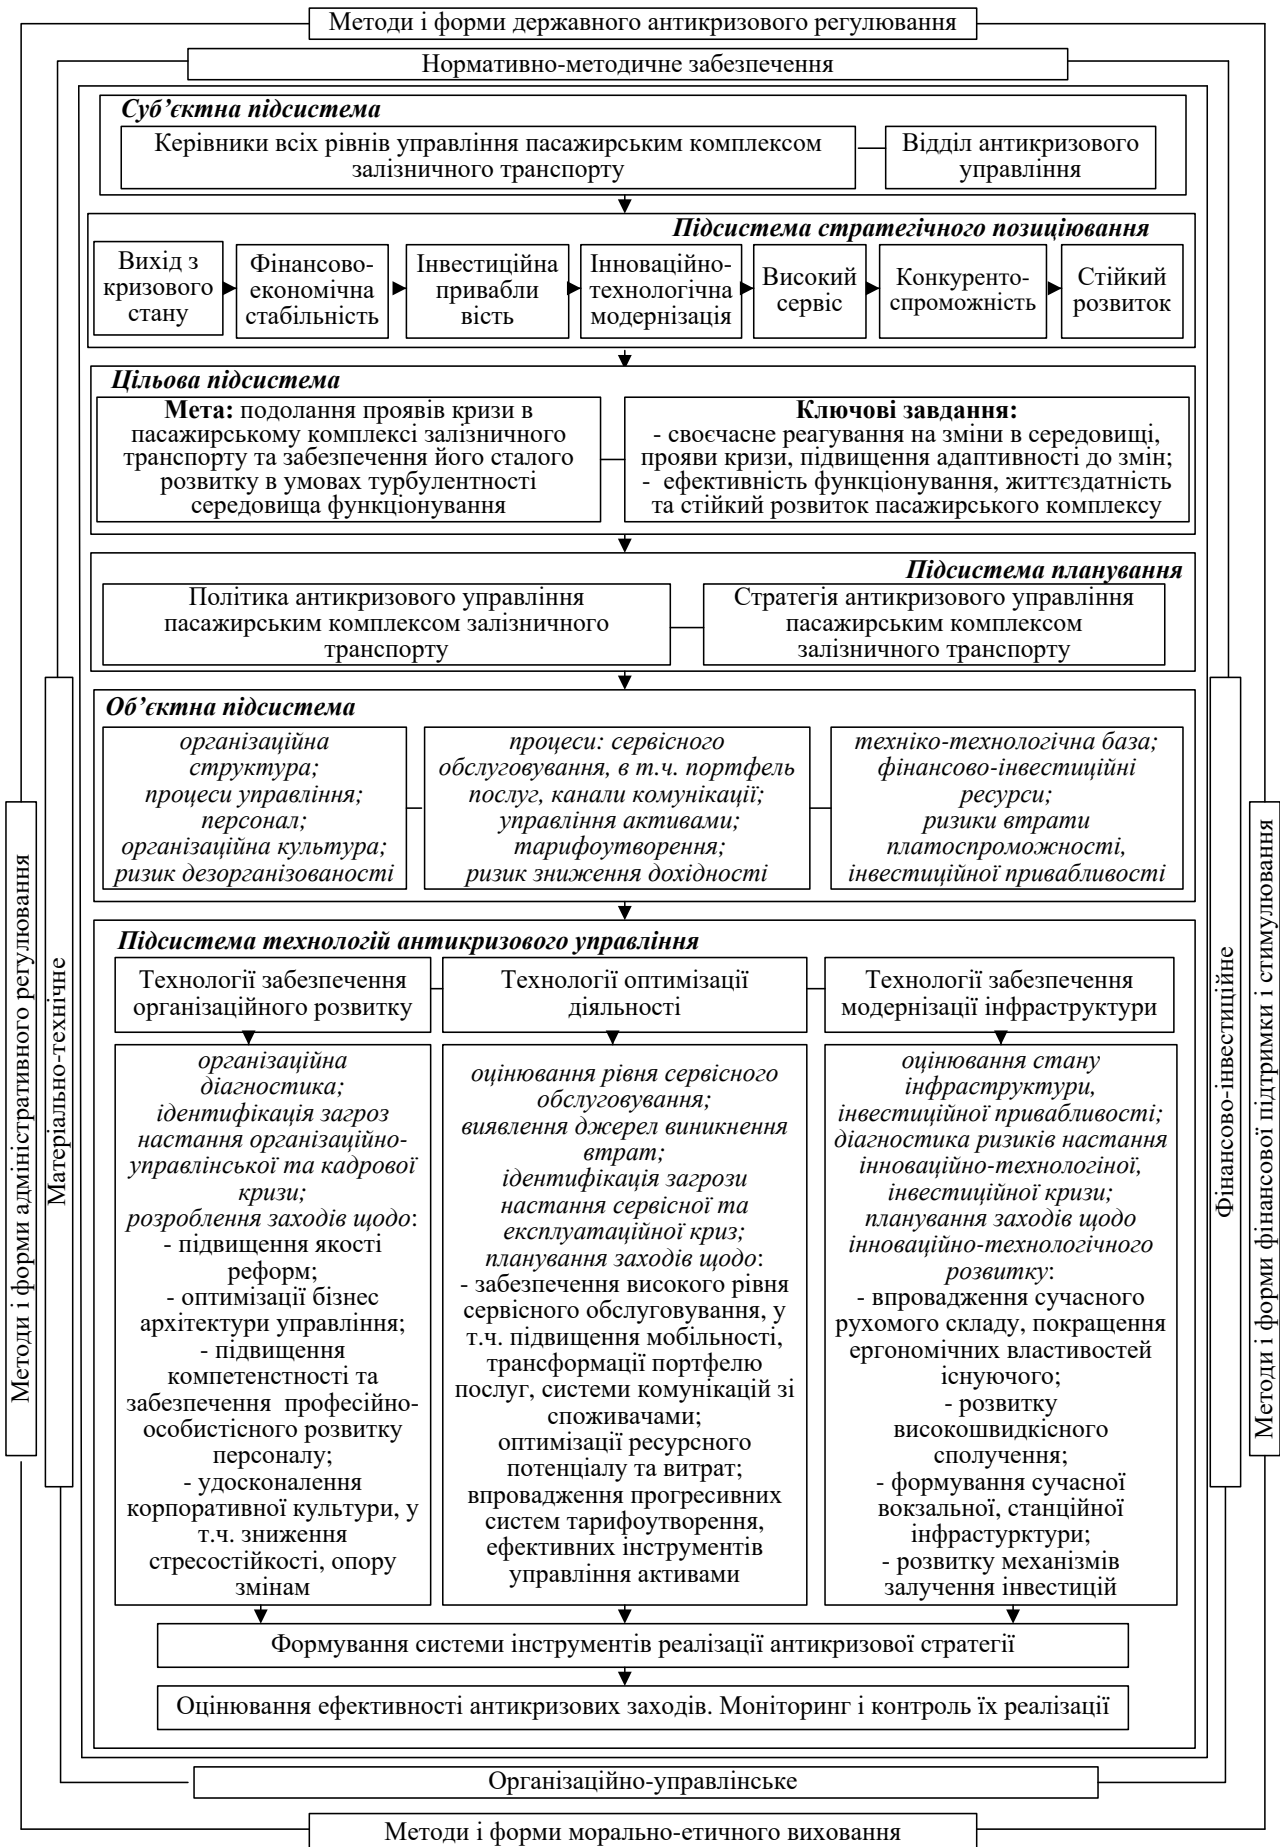 Методи і форми державного антикризового регулювання
Нормативно-методичне забезпечення
Суб’єктна підсистема
Керівники всіх рівнів управління пасажирським комплексом
залізничного транспорту
Відділ антикризового
управління
Підсистема стратегічного позиціювання
Вихід з
кризового
стану
Фінансово-
економічна
стабільність
Інвестиційна
привабли
вість
Інноваційно-
технологічна
модернізація
Високий
сервіс
Конкуренто-
спроможність
Стійкий
розвиток
Цільова підсистема
Мета: подолання проявів кризи в
пасажирському комплексі залізничного
транспорту та забезпечення його сталого
розвитку в умовах турбулентності
середовища функціонування
Ключові завдання:
- своєчасне реагування на зміни в середовищі,
прояви кризи, підвищення адаптивності до змін;
- ефективність функціонування, життєздатність
та стійкий розвиток пасажирського комплексу
Підсистема планування
Політика антикризового управління
пасажирським комплексом залізничного
транспорту
Стратегія антикризового управління
пасажирським комплексом
залізничного транспорту
Об’єктна підсистема
організаційна
структура;
процеси управління;
персонал;
організаційна культура;
ризик дезорганізованості
процеси: сервісного
обслуговування, в т.ч. портфель
послуг, канали комунікації;
управління активами;
тарифоутворення;
ризик зниження дохідності
техніко-технологічна база;
фінансово-інвестиційні
ресурси;
ризики втрати
платоспроможності,
інвестиційної привабливості
Підсистема технологій антикризового управління
Технології забезпечення
організаційного розвитку
Технології оптимізації
діяльності
Технології забезпечення
модернізації інфраструктури
організаційна
діагностика;
ідентифікація загроз
настання організаційно-
управлінської та кадрової
кризи;
розроблення заходів щодо:
- підвищення якості
реформ;
- оптимізації бізнес
архітектури управління;
- підвищення
компетенстності та
забезпечення професійно-
особистісного розвитку
персоналу;
- удосконалення
корпоративної культури, у
т.ч. зниження
стресостійкості, опору
змінам
оцінювання рівня сервісного
обслуговування;
виявлення джерел виникнення
втрат;
ідентифікація загрози
настання сервісної та
експлуатаційної криз;
планування заходів щодо:
- забезпечення високого рівня
сервісного обслуговування, у
т.ч. підвищення мобільності,
трансформації портфелю
послуг, системи комунікацій зі
споживачами;
оптимізації ресурсного
потенціалу та витрат;
впровадження прогресивних
систем тарифоутворення,
ефективних інструментів
управління активами
оцінювання стану
інфраструктури,
інвестиційної привабливості;
діагностика ризиків настання
інноваційно-технологіної,
інвестиційної кризи;
планування заходів щодо
інноваційно-технологічного
розвитку:
- впровадження сучасного
рухомого складу, покращення
ергономічних властивостей
існуючого;
- розвитку
високошвидкісного
сполучення;
- формування сучасної
вокзальної, станційної
інфрастурктури;
- розвитку механізмів
залучення інвестицій
Формування системи інструментів реалізації антикризової стратегії
Оцінювання ефективності антикризових заходів. Моніторинг і контроль їх реалізації
Методи і форми адміністративного регулювання
Матеріально-технічне
Фінансово-інвестиційне
Методи і форми фінансової підтримки і стимулювання
Організаційно-управлінське
Методи і форми морально-етичного виховання